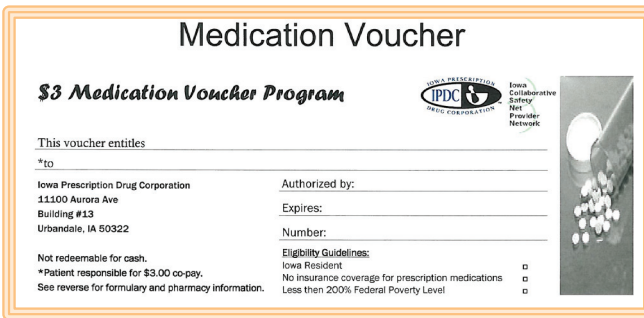 Medication Voucher
$3 Medication Voucher Program
IOWA PRESCRIPTION
IPDC
DRUG CORPORATION
Iowa
Collaborative
Safety
Net
Provider
Network
This voucher entitles
*to
Iowa Prescription Drug Corporation
11100 Aurora Ave
Building #13
Urbandale, IA 50322
Not redeemable for cash.
*Patient responsible for $3.00 co-pay.
See reverse for formulary and pharmacy information.
Authorized by:
Expires:
Number:
Eligibility Guidelines:
Iowa Resident
No insurance coverage for prescription medications
Less then 200% Federal Poverty Level